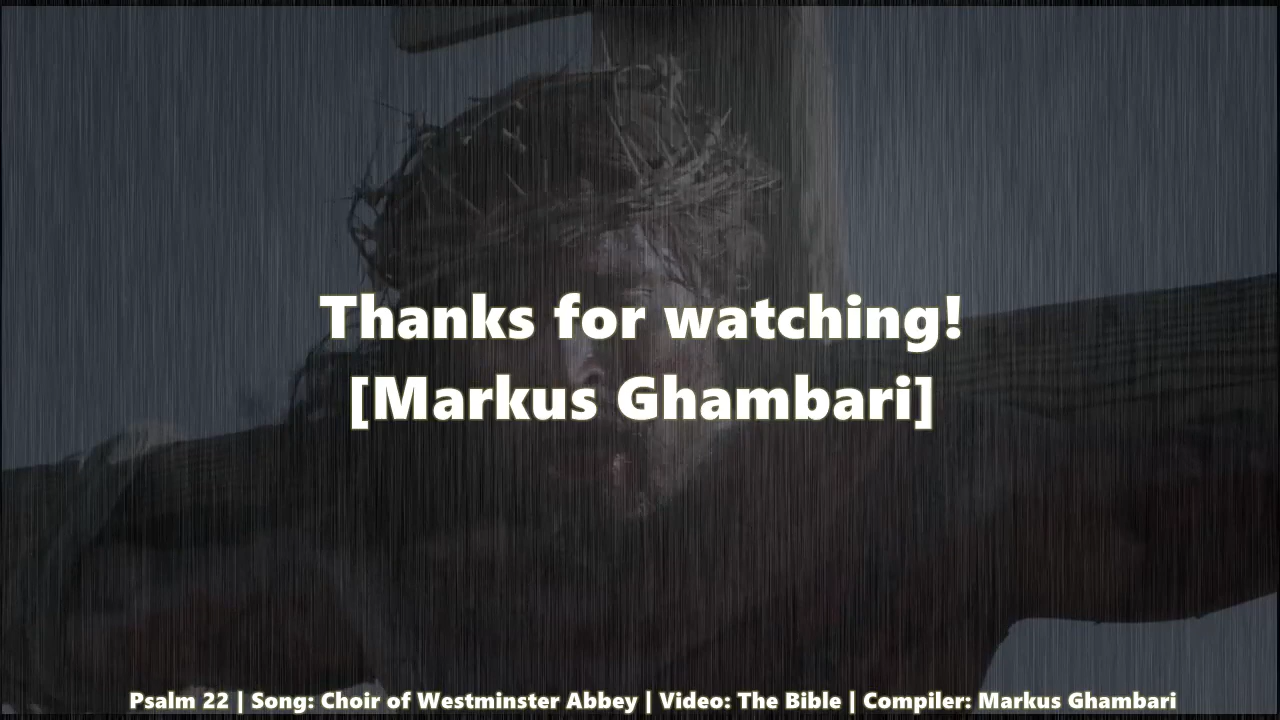 Thanks for watching!
[Markus Ghambari]
Psalm 22 | Song: Choir of Westminster Abbey | Video: The Bible | Compiler: Markus Ghambari